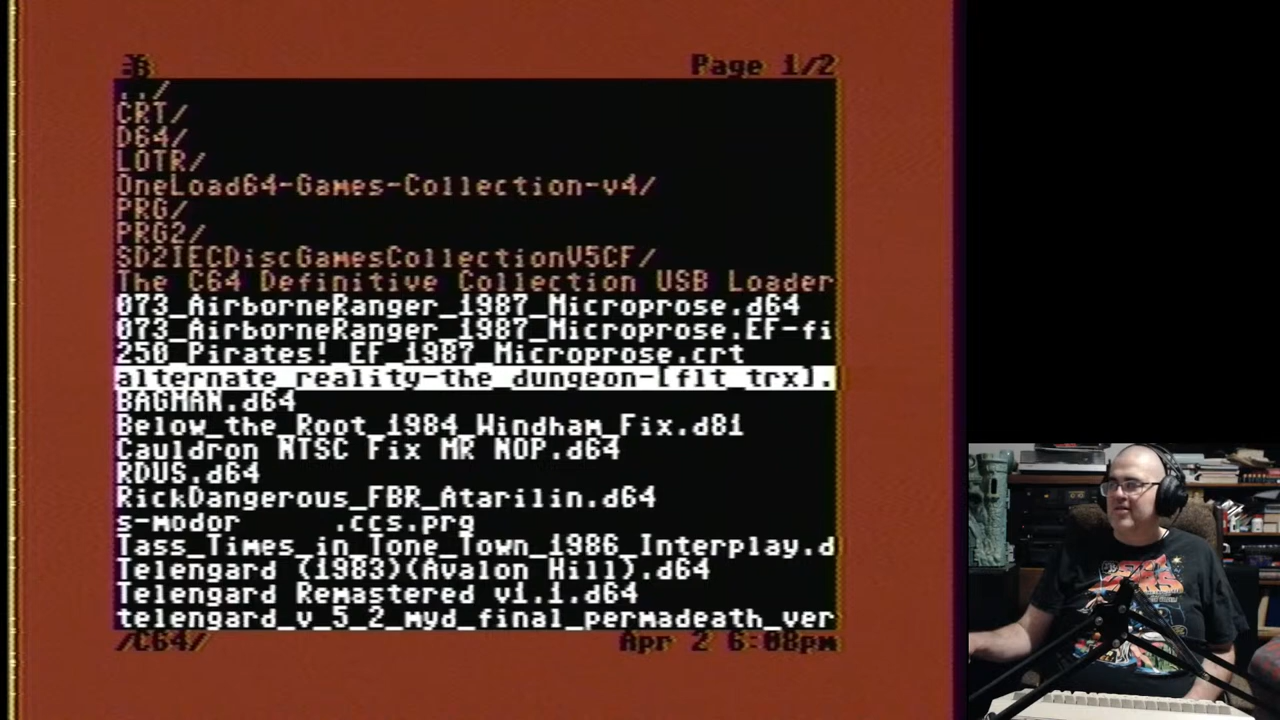 Page 1/2
../
CRT/
D64/
LOTR/
OneLoad64-Games-Collection-v4/
PRG/
PRG2/
SD2IECDiscGamesCollectionV5CF/
The C64 Definitive Collection USB Loader
073_AirborneRanger_1987_Microprose.d64
073_AirborneRanger_1987_Microprose.EF-fi
250_Pirates!_EF_1987_Microprose.crt
alternate_reality-the_dungeon-[flt_trx].
BAGMAN.d64
Below_the_Root_1984_Windham_Fix.d81
Cauldron NTSC Fix MR NOP.d64
RDUS.d64
RickDangerous_FBR_Atarilin.d64
s-modor .ccs.prg
Tass_Times_in_Tone_Town_1986_Interplay.d
Telengard (1983)(Avalon Hill).d64
Telengard Remastered v1.1.d64
telengard_v_5_2_myd_final_permadeath_ver
/C64/ Apr 2 6:08pm